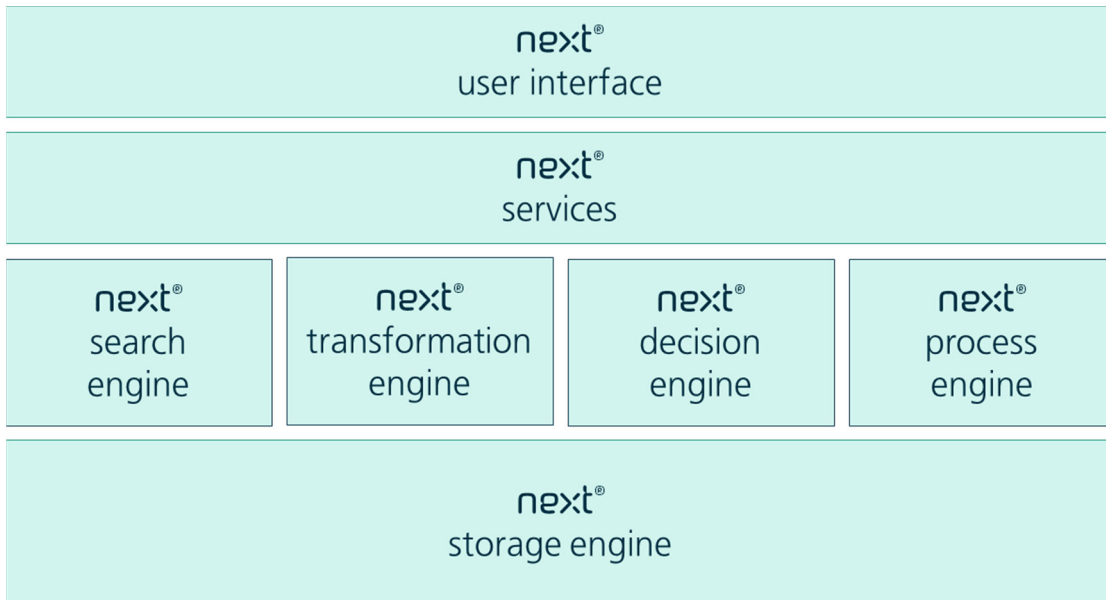 next®
user interface
next®
services
next®
search
engine
next®
transformation
engine
next®
decision
engine
next®
process
engine
next®
storage engine